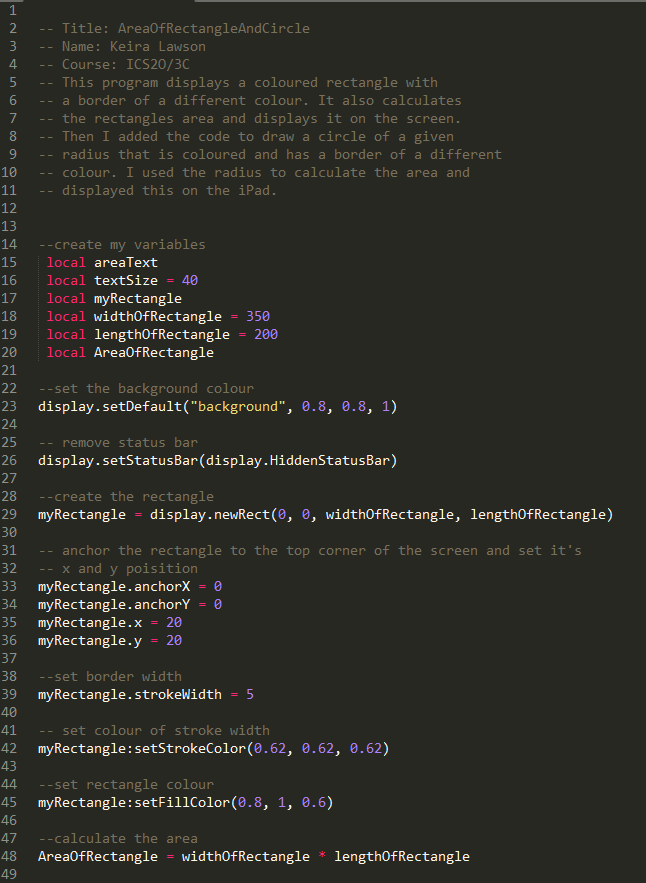 1
2 -- Title: AreaOfRectangleAndCircle
3 -- Name: Keira Lawson
4 -- Course: ICS2O/3C
5 -- This program displays a coloured rectangle with
6 -- a border of a different colour. It also calculates
7 -- the rectangles area and displays it on the screen.
8 -- Then I added the code to draw a circle of a given
9 -- radius that is coloured and has a border of a different
10 -- colour. I used the radius to calculate the area and
11 -- displayed this on the iPad.
12
13
14 --create my variables
15 local areaText
16 local textSize = 40
17 local myRectangle
18 local widthOfRectangle = 350
19 local lengthOfRectangle = 200
20 local AreaOfRectangle
21
22 --set the background colour
23 display.setDefault("background", 0.8, 0.8, 1)
24
25 -- remove status bar
26 display.setStatusBar(display.HiddenStatusBar)
27
28 --create the rectangle
29 myRectangle = display.newRect(0, 0, widthOfRectangle, lengthOfRectangle)
30
31 -- anchor the rectangle to the top corner of the screen and set it's
32 -- x and y poisition
33 myRectangle.anchorX = 0
34 myRectangle.anchorY = 0
35 myRectangle.x = 20
36 myRectangle.y = 20
37
38 --set border width
39 myRectangle.strokeWidth = 5
40
41 -- set colour of stroke width
42 myRectangle:setStrokeColor(0.62, 0.62, 0.62)
43
44 --set rectangle colour
45 myRectangle:setFillColor(0.8, 1, 0.6)
46
47 --calculate the area
48 AreaOfRectangle = widthOfRectangle * lengthOfRectangle
49